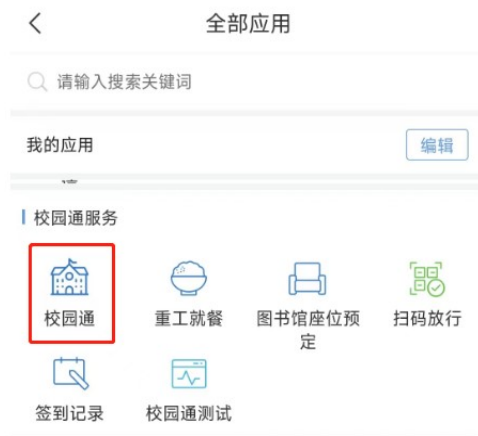 全部应用
请输入搜索关键词
我的应用
编辑
校园通服务
校园通
重工就餐
图书馆座位预
定
扫码放行
签到记录
校园通测试